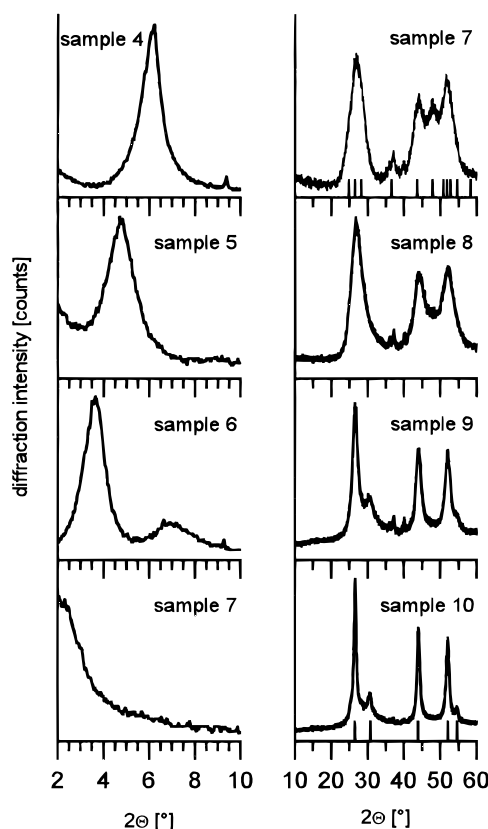 diffraction intensity [counts]
sample 4
sample 5
sample 6
sample 7
2 4 6 8 10
2Θ [°]
sample 7
sample 8
sample 9
sample 10
10 20 30 40 50 60
2Θ [°]